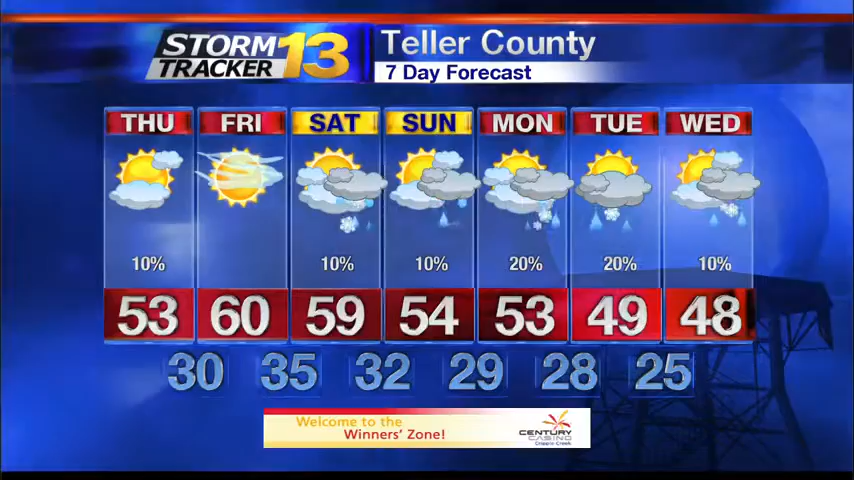 STORM
TRACKER 13
Teller County
7 Day Forecast
THU FRI SAT SUN MON TUE WED
10% 10% 10% 20% 20% 10%
53 60 59 54 53 49 48
30 35 32 29 28 25
Welcome to the
Winners' Zone!
CENTURY
CASINO
Cripple Creek